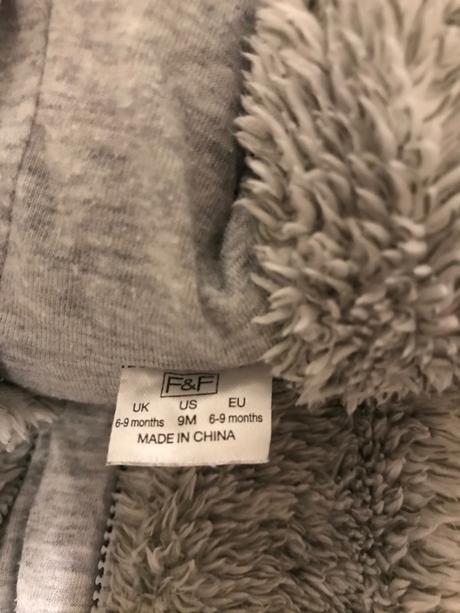 F&F
UK US EU
6-9 months 9M 6-9 months
MADE IN CHINA